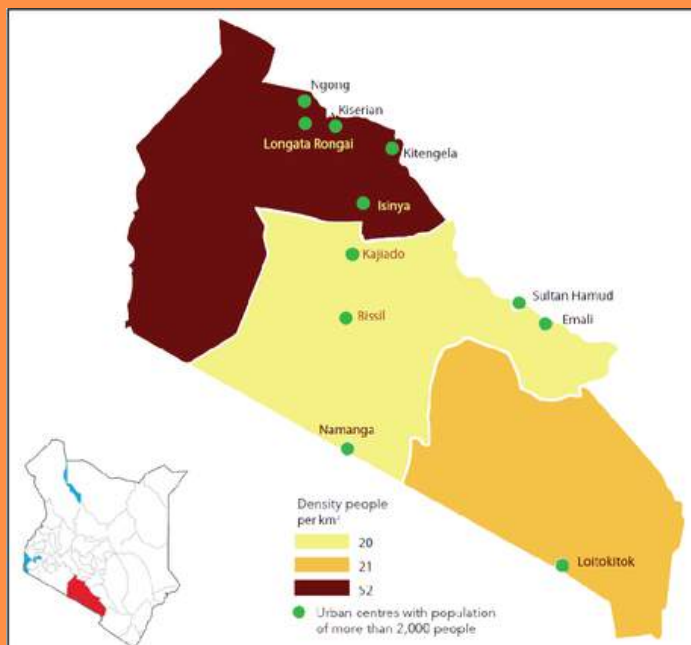 Ngong
Kiserian
Longata Rongai
Kitengela
Isinya
Kajiado
Sultan Hamud
Bissil
Emali
Namanga
Density people
per km²
20
21
52
Loitokitok
Urban centres with population
of more than 2,000 people